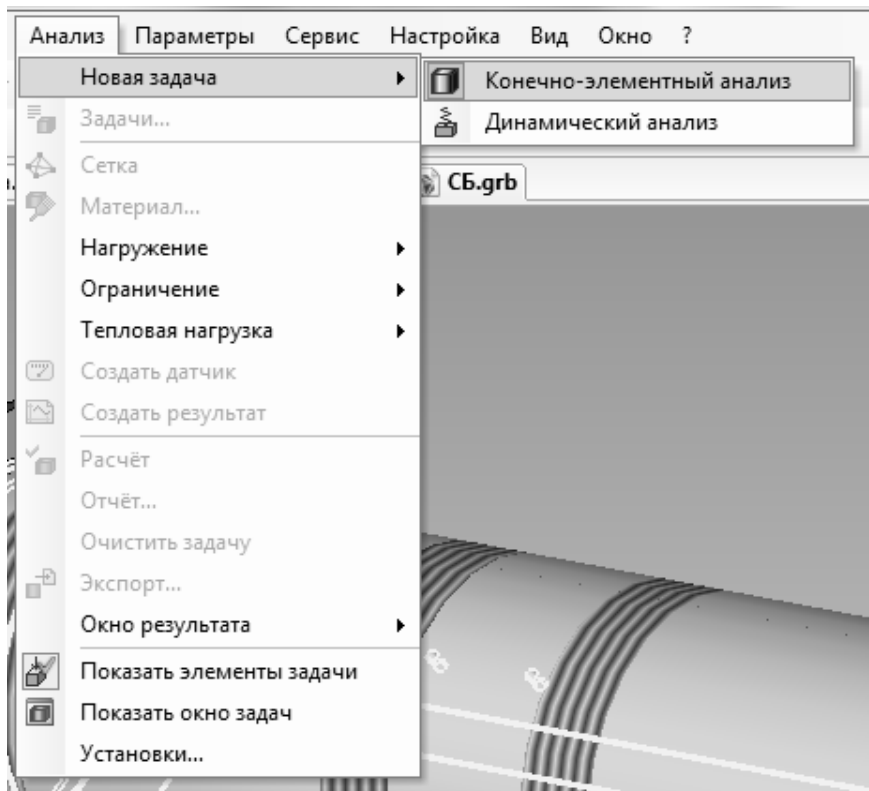 Анализ Параметры Сервис Настройка Вид Окно ?
Новая задача
Конечно-элементный анализ
Задачи...
Динамический анализ
Сетка
СБ.grb
Материал...
Нагружение
Ограничение
Тепловая нагрузка
Создать датчик
Создать результат
Расчёт
Отчёт...
Очистить задачу
Экспорт...
Окно результата
Показать элементы задачи
Показать окно задач
Установки...